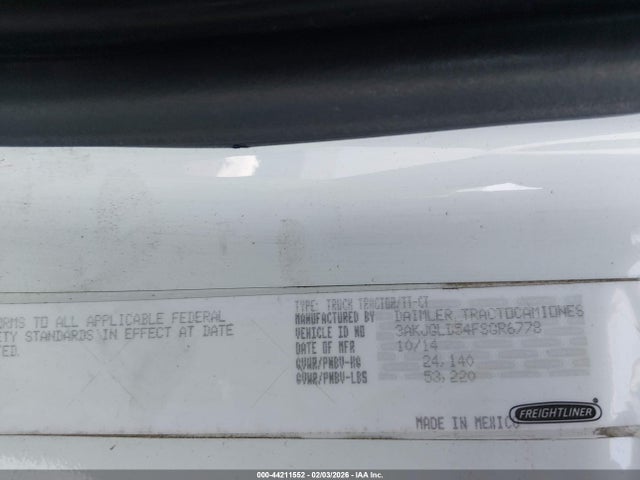 ORMS TO ALL APPLICABLE FEDERAL
ETY STANDARDS IN EFFECT AT DATE
TED.
TYPE: TRUCK TRACTOR/TT-CT
MANUFACTURED BY DAIMLER TRACTOCAMIONES
VEHICLE ID NO 3AKJGLD54FSGR6778
DATE OF MFR 10/14
GVWR/PNBV-KG 24,140
GVWR/PNBV-LBS 53,220
MADE IN MEXICO
FREIGHTLINER
000-44211552 - 02/03/2026 - IAA Inc.